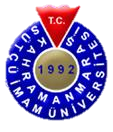 T.C.
KAHRAMANMARAŞ
SÜTÇÜ İMAM ÜNİVERSİTESİ
1992